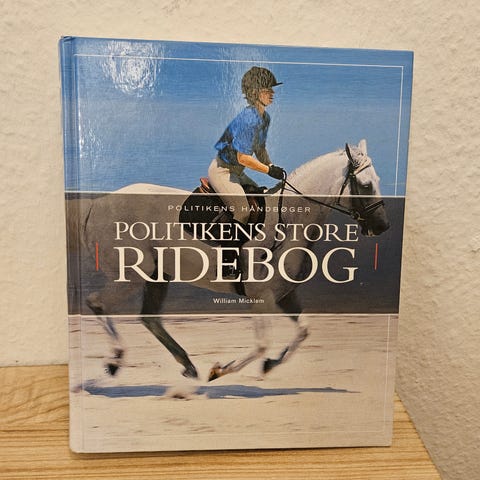 POLITIKENS HÅNDBØGER
POLITIKENS STORE
RIDEBOG
William Micklem